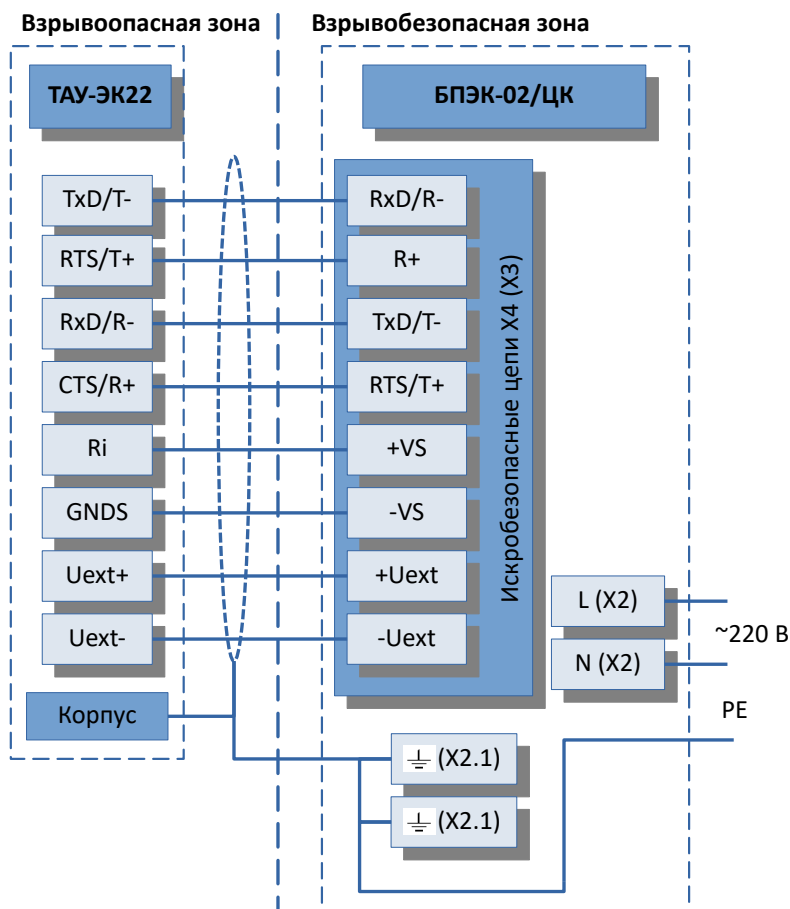 Взрывоопасная зона
Взрывобезопасная зона
ТАУ-ЭК22
БПЭК-02/ЦК
TxD/T-
RxD/R-
RTS/T+
R+
RxD/R-
TxD/T-
CTS/R+
RTS/T+
Ri
+VS
GNDS
-VS
Uext+
+Uext
Uext-
-Uext
Искробезопасные цепи X4 (X3)
L (X2)
~220 В
N (X2)
Корпус
PE
(X2.1)
(X2.1)